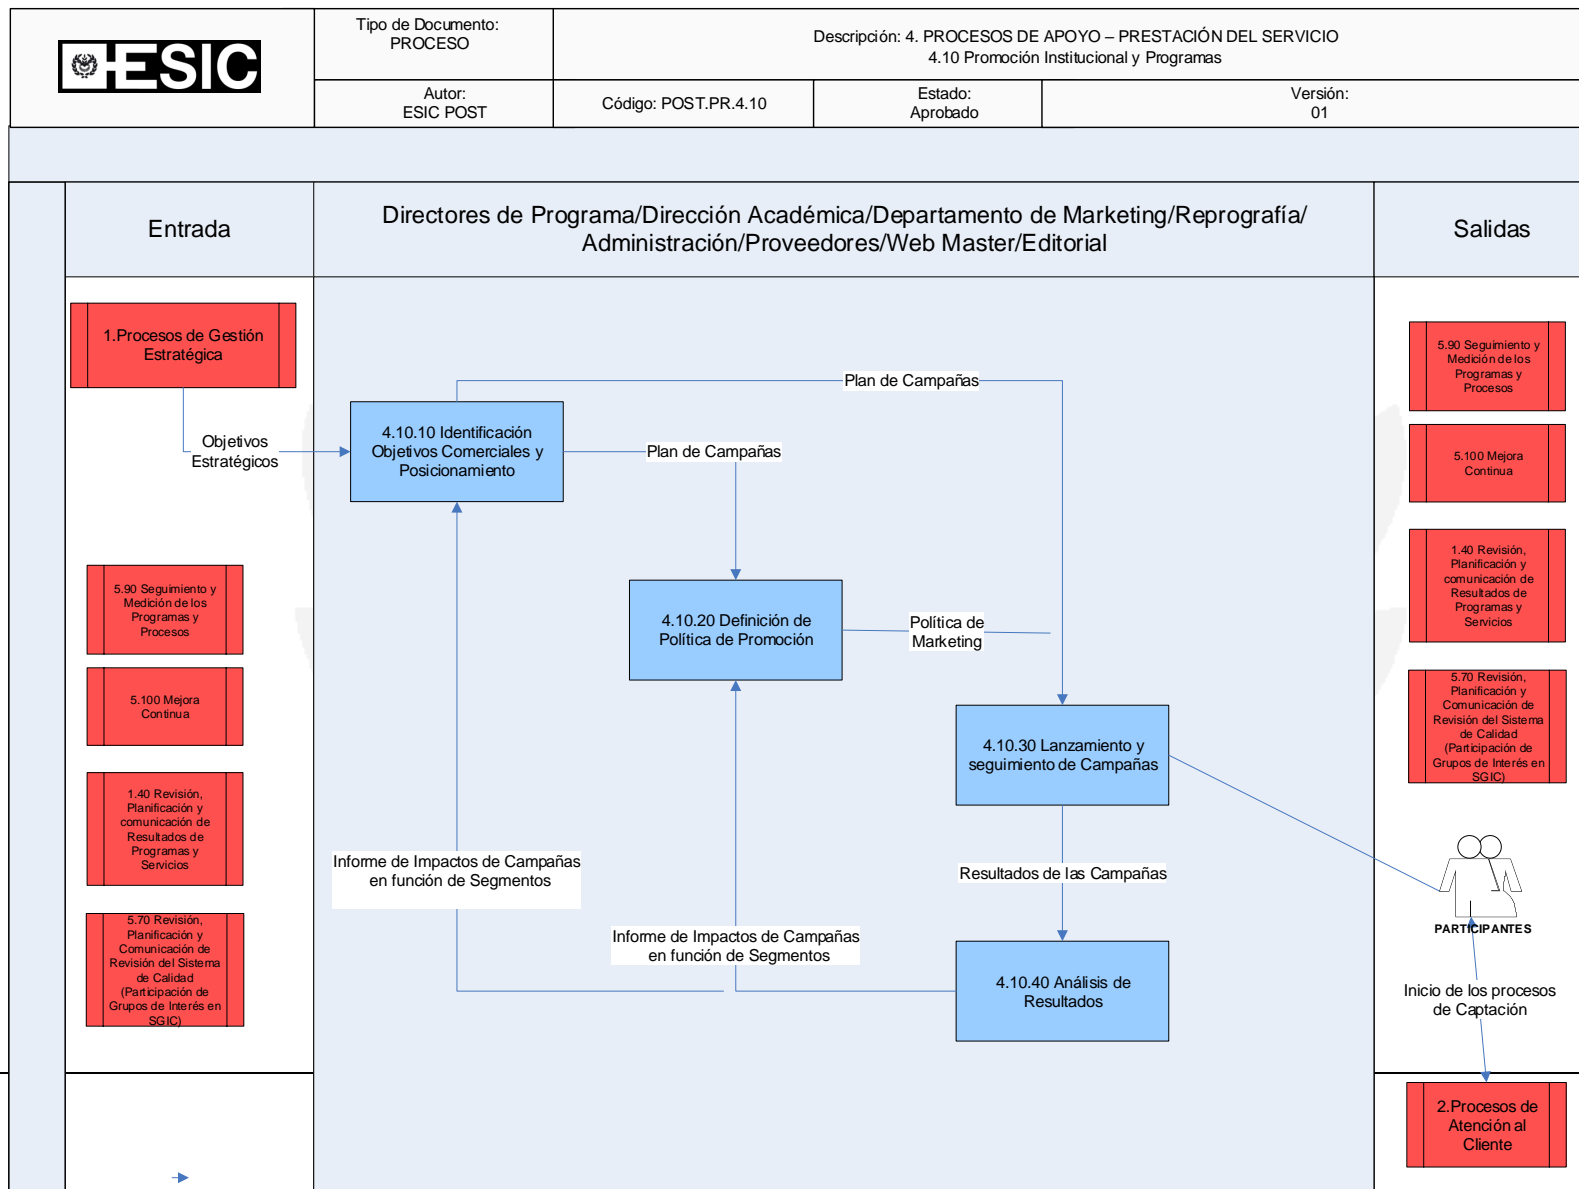 ESIC
Tipo de Documento:
PROCESO
Descripción: 4. PROCESOS DE APOYO – PRESTACIÓN DEL SERVICIO
4.10 Promoción Institucional y Programas
Autor:
ESIC POST
Código: POST.PR.4.10
Estado:
Aprobado
Versión:
01
Entrada
Directores de Programa/Dirección Académica/Departamento de Marketing/Reprografía/
Administración/Proveedores/Web Master/Editorial
Salidas
1.Procesos de Gestión
Estratégica
Objetivos
Estratégicos
5.90 Seguimiento y
Medición de los
Programas y
Procesos
5.100 Mejora
Continua
1.40 Revisión,
Planificación y
comunicación de
Resultados de
Programas y
Servicios
5.70 Revisión,
Planificación y
Comunicación de
Revisión del Sistema
de Calidad
(Participación de
Grupos de Interés en
SGIC)
Plan de Campañas
4.10.10 Identificación
Objetivos Comerciales y
Posicionamiento
Plan de Campañas
4.10.20 Definición de
Política de Promoción
Política de
Marketing
4.10.30 Lanzamiento y
seguimiento de Campañas
Informe de Impactos de Campañas
en función de Segmentos
Resultados de las Campañas
Informe de Impactos de Campañas
en función de Segmentos
4.10.40 Análisis de
Resultados
5.90 Seguimiento y
Medición de los
Programas y
Procesos
5.100 Mejora
Continua
1.40 Revisión,
Planificación y
comunicación de
Resultados de
Programas y
Servicios
5.70 Revisión,
Planificación y
Comunicación de
Revisión del Sistema
de Calidad
(Participación de
Grupos de Interés en
SGIC)
PARTICIPANTES
Inicio de los procesos
de Captación
2.Procesos de
Atención al
Cliente